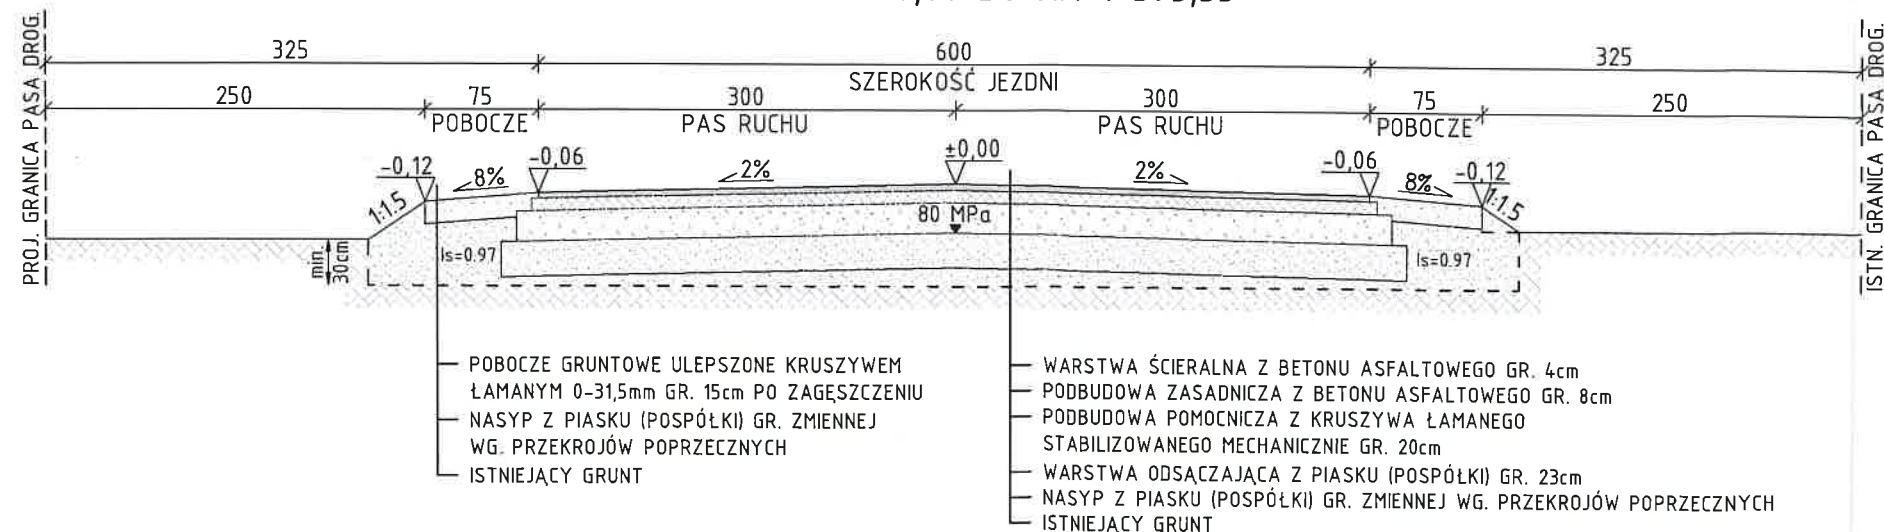 325 600 325
SZEROKOŚĆ JEZDNI
250 75 300 300 75 250
POBOCZE PAS RUCHU PAS RUCHU POBOCZE
PROJ. GRANICA PASA DROG.
ISTN. GRANICA PASA DROG.
-0,12 -0,06 ±0,00 -0,06 -0,12
8% 2% 2% 8%
1:1.5 1:1.5
80 MPa
min. 30cm
Is=0.97 Is=0.97
POBOCZE GRUNTOWE ULEPSZONE KRUSZYWEM
ŁAMANYM 0-31,5mm GR. 15cm PO ZAGĘSZCZENIU
NASYP Z PIASKU (POSPÓŁKI) GR. ZMIENNEJ
WG. PRZEKROJÓW POPRZECZNYCH
ISTNIEJĄCY GRUNT
WARSTWA ŚCIERALNA Z BETONU ASFALTOWEGO GR. 4cm
PODBUDOWA ZASADNICZA Z BETONU ASFALTOWEGO GR. 8cm
PODBUDOWA POMOCNICZA Z KRUSZYWA ŁAMANEGO
STABILIZOWANEGO MECHANICZNIE GR. 20cm
WARSTWA ODSĄCZAJĄCA Z PIASKU (POSPÓŁKI) GR. 23cm
NASYP Z PIASKU (POSPÓŁKI) GR. ZMIENNEJ WG. PRZEKROJÓW POPRZECZNYCH
ISTNIEJĄCY GRUNT